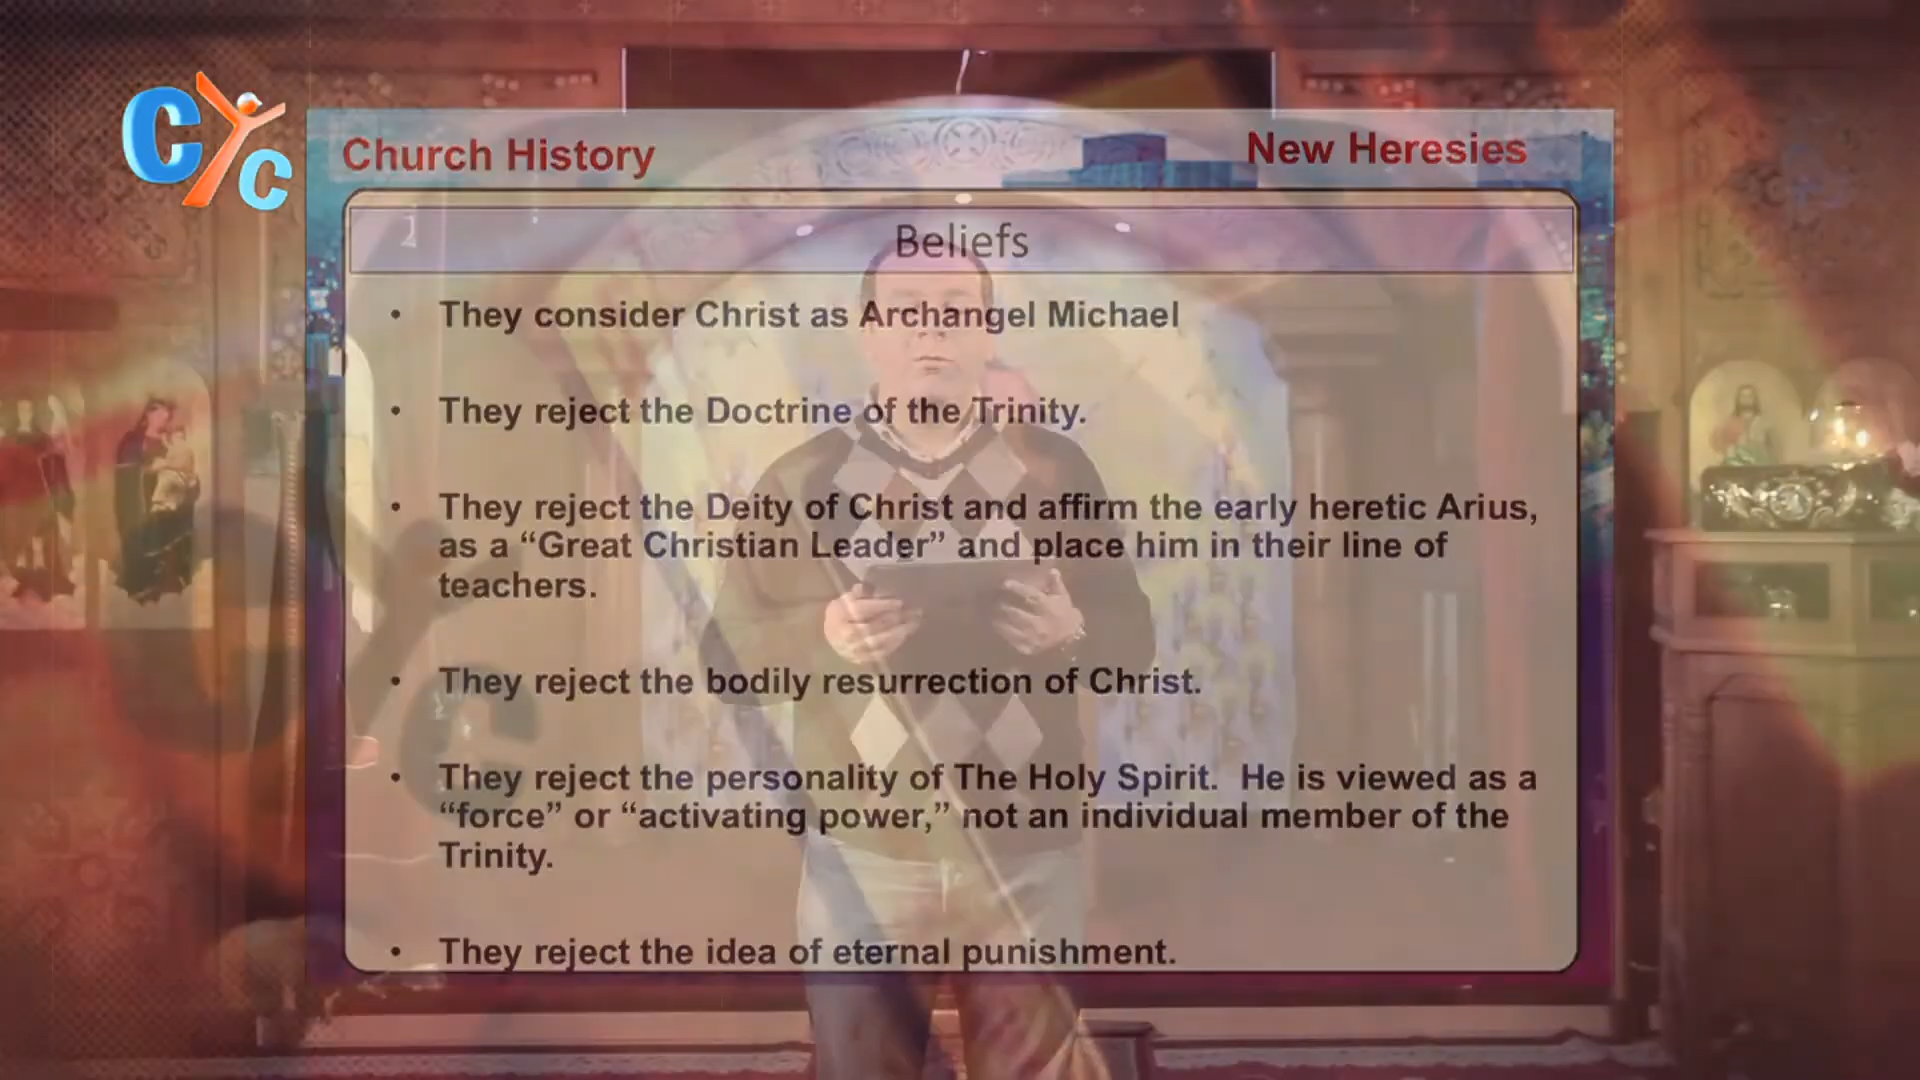 CYC
Church History
New Heresies
Beliefs
• They consider Christ as Archangel Michael
• They reject the Doctrine of the Trinity.
• They reject the Deity of Christ and affirm the early heretic Arius,
as a “Great Christian Leader” and place him in their line of
teachers.
• They reject the bodily resurrection of Christ.
• They reject the personality of The Holy Spirit. He is viewed as a
“force” or “activating power,” not an individual member of the
Trinity.
• They reject the idea of eternal punishment.